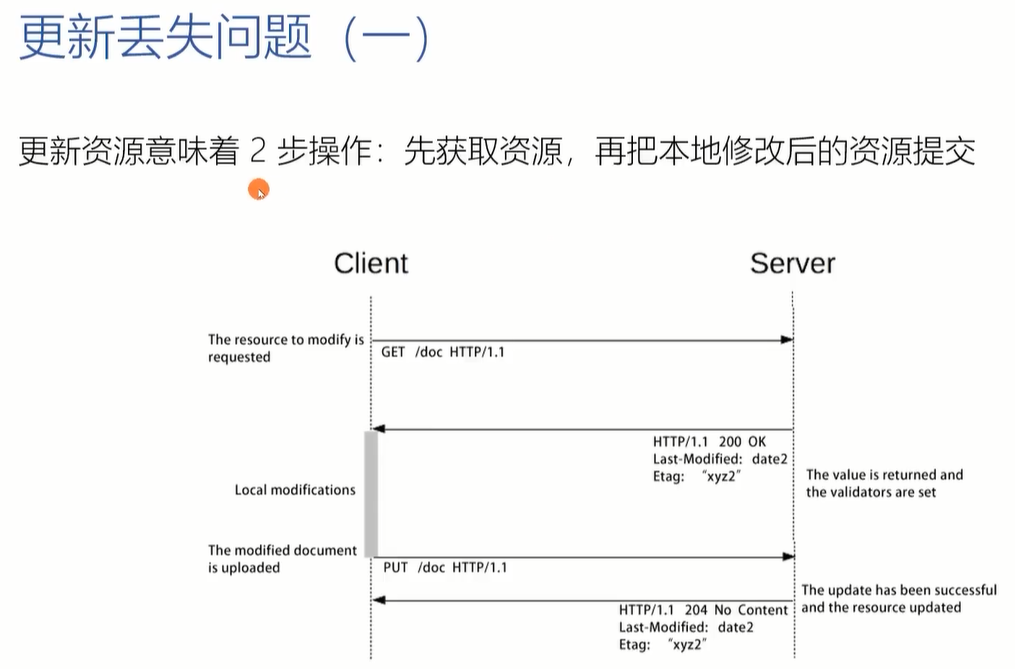 更新丢失问题（一）
更新资源意味着 2 步操作：先获取资源，再把本地修改后的资源提交
Client
Server
The resource to modify is
requested
GET /doc HTTP/1.1
HTTP/1.1 200 OK
Last-Modified: date2
Etag: “xyz2”
The value is returned and
the validators are set
Local modifications
The modified document
is uploaded
PUT /doc HTTP/1.1
The update has been successful
and the resource updated
HTTP/1.1 204 No Content
Last-Modified: date2
Etag: “xyz2”